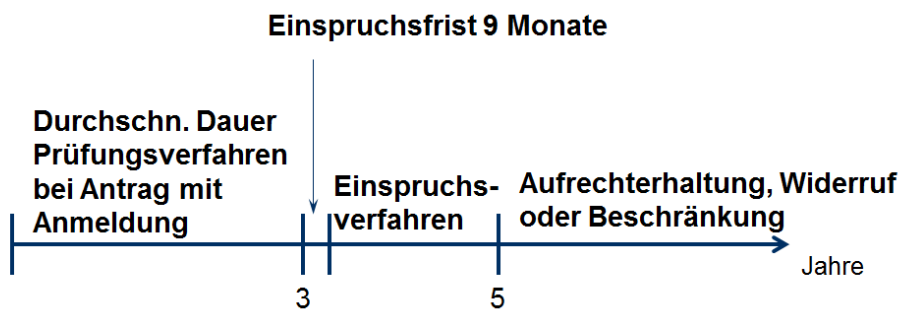 Einspruchsfrist 9 Monate
Durchschn. Dauer
Prüfungsverfahren
bei Antrag mit
Anmeldung
Einspruchs-
verfahren
Aufrechterhaltung, Widerruf
oder Beschränkung
Jahre
3
5